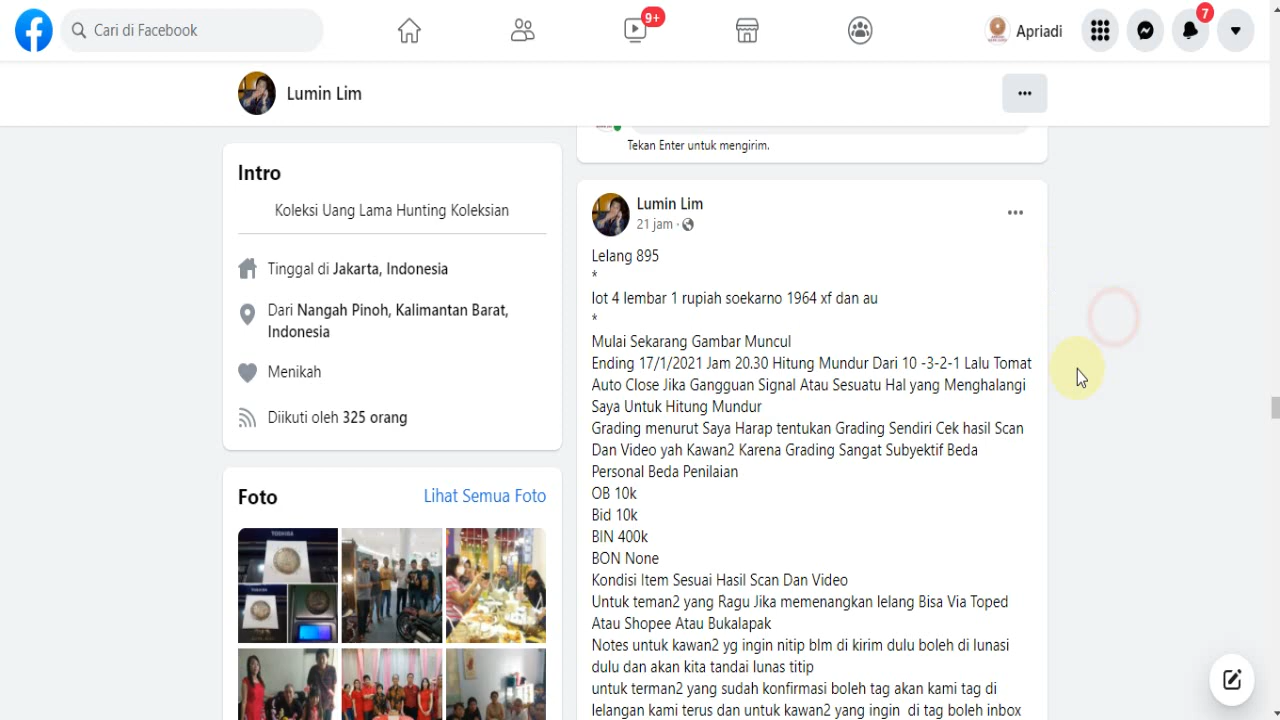 Cari di Facebook
9+
Apriadi
7
Lumin Lim
Tekan Enter untuk mengirim.
Intro
Koleksi Uang Lama Hunting Koleksian
Tinggal di Jakarta, Indonesia
Dari Nangah Pinoh, Kalimantan Barat,
Indonesia
Menikah
Diikuti oleh 325 orang
Foto
Lihat Semua Foto
TOSHIBA
Lumin Lim
21 jam ·
Lelang 895
*
lot 4 lembar 1 rupiah soekarno 1964 xf dan au
*
Mulai Sekarang Gambar Muncul
Ending 17/1/2021 Jam 20.30 Hitung Mundur Dari 10 -3-2-1 Lalu Tomat
Auto Close Jika Gangguan Signal Atau Sesuatu Hal yang Menghalangi
Saya Untuk Hitung Mundur
Grading menurut Saya Harap tentukan Grading Sendiri Cek hasil Scan
Dan Video yah Kawan2 Karena Grading Sangat Subyektif Beda
Personal Beda Penilaian
OB 10k
Bid 10k
BIN 400k
BON None
Kondisi Item Sesuai Hasil Scan Dan Video
Untuk teman2 yang Ragu Jika memenangkan lelang Bisa Via Toped
Atau Shopee Atau Bukalapak
Notes untuk kawan2 yg ingin nitip blm di kirim dulu boleh di lunasi
dulu dan akan kita tandai lunas titip
untuk terman2 yang sudah konfirmasi boleh tag akan kami tag di
lelangan kami terus dan untuk kawan2 yang ingin  di tag boleh inbox